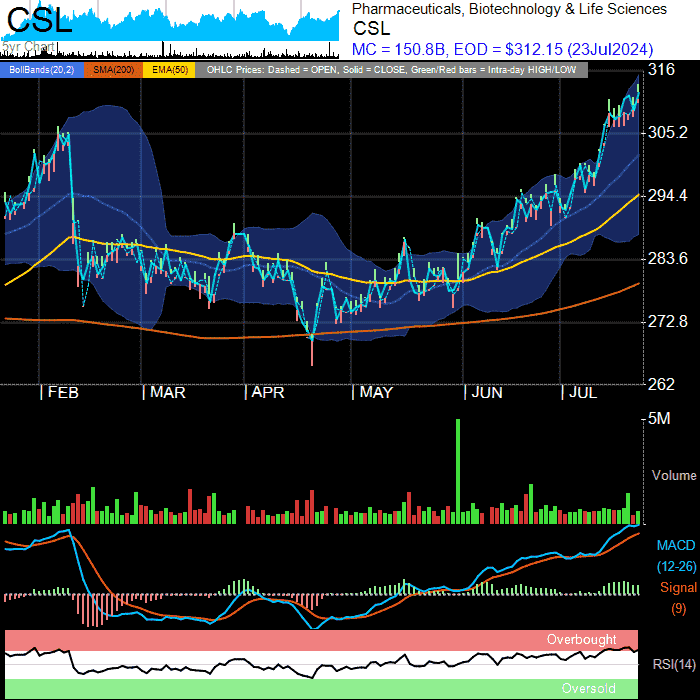 CSL
5yr Chart
Pharmaceuticals, Biotechnology & Life Sciences
CSL
MC = 150.8B, EOD = $312.15 (23Jul2024)
BollBands(20,2) SMA(200) EMA(50) OHLC Prices: Dashed = OPEN, Solid = CLOSE, Green/Red bars = Intra-day HIGH/LOW
316
305.2
294.4
283.6
272.8
262
| FEB | MAR | APR | MAY | JUN | JUL
5M
Volume
MACD
(12-26)
Signal
(9)
Overbought
RSI(14)
Oversold